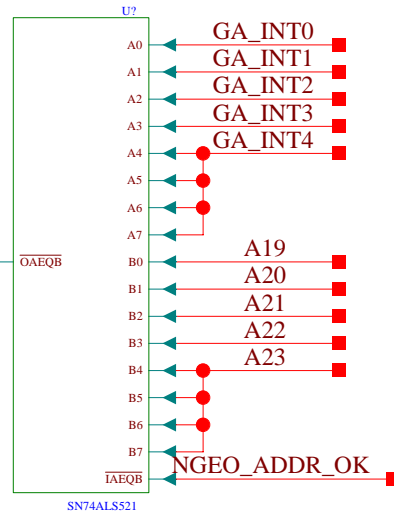 U?
A0 GA_INT0
A1 GA_INT1
A2 GA_INT2
A3 GA_INT3
A4 GA_INT4
A5
A6
A7
OAEQB B0 A19
B1 A20
B2 A21
B3 A22
B4 A23
B5
B6
B7
IAEQB NGEO_ADDR_OK
SN74ALS521